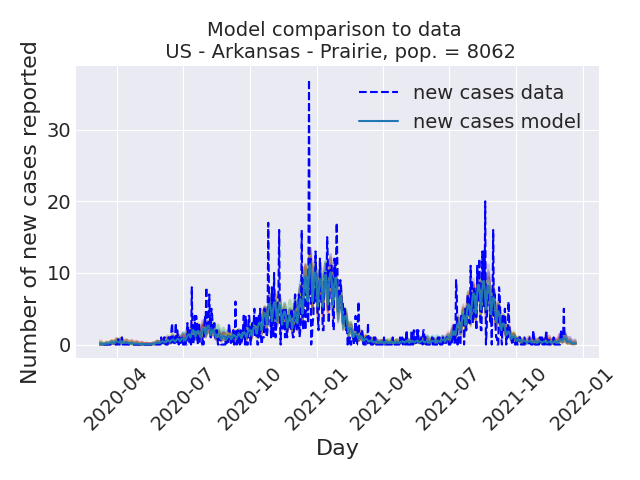 Model comparison to data
US - Arkansas - Prairie, pop. = 8062
Number of new cases reported
new cases data
new cases model
30
20
10
0
2020-04
2020-07
2020-10
2021-01
2021-04
2021-07
2021-10
2022-01
Day